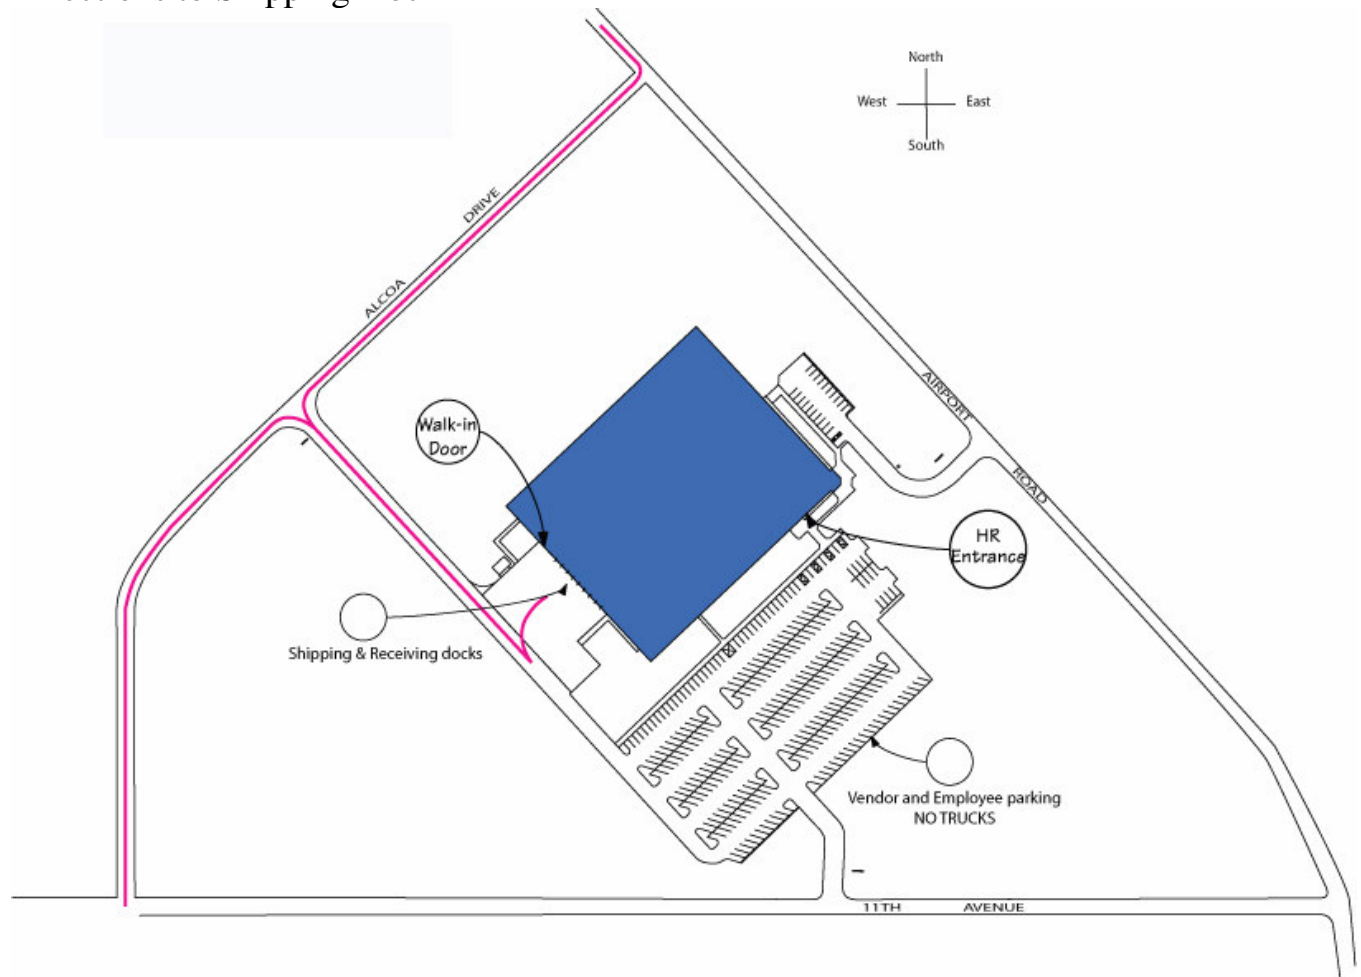 North
West
East
South
DRIVE
ALCOA
AIRPORT
ROAD
Walk-in
Door
HR
Entrance
Shipping & Receiving docks
Vendor and Employee parking
NO TRUCKS
11TH AVENUE